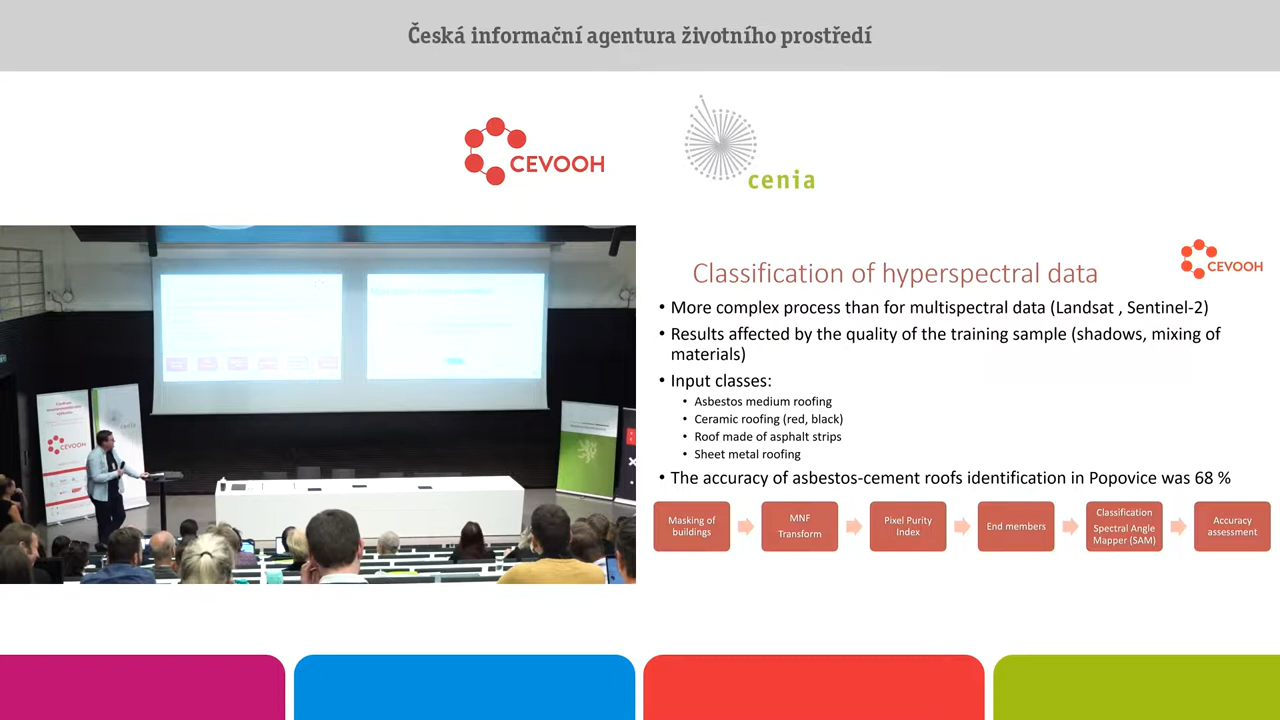 Česká informační agentura životního prostředí
CEVOOH
cenia
CEVOOH
cenia
Classification of hyperspectral data
CEVOOH
• More complex process than for multispectral data (Landsat , Sentinel-2)
• Results affected by the quality of the training sample (shadows, mixing of
materials)
• Input classes:
• Asbestos medium roofing
• Ceramic roofing (red, black)
• Roof made of asphalt strips
• Sheet metal roofing
• The accuracy of asbestos-cement roofs identification in Popovice was 68 %
Masking of
buildings
MNF
Transform
Pixel Purity
Index
End members
Classification
Spectral Angle
Mapper (SAM)
Accuracy
assessment